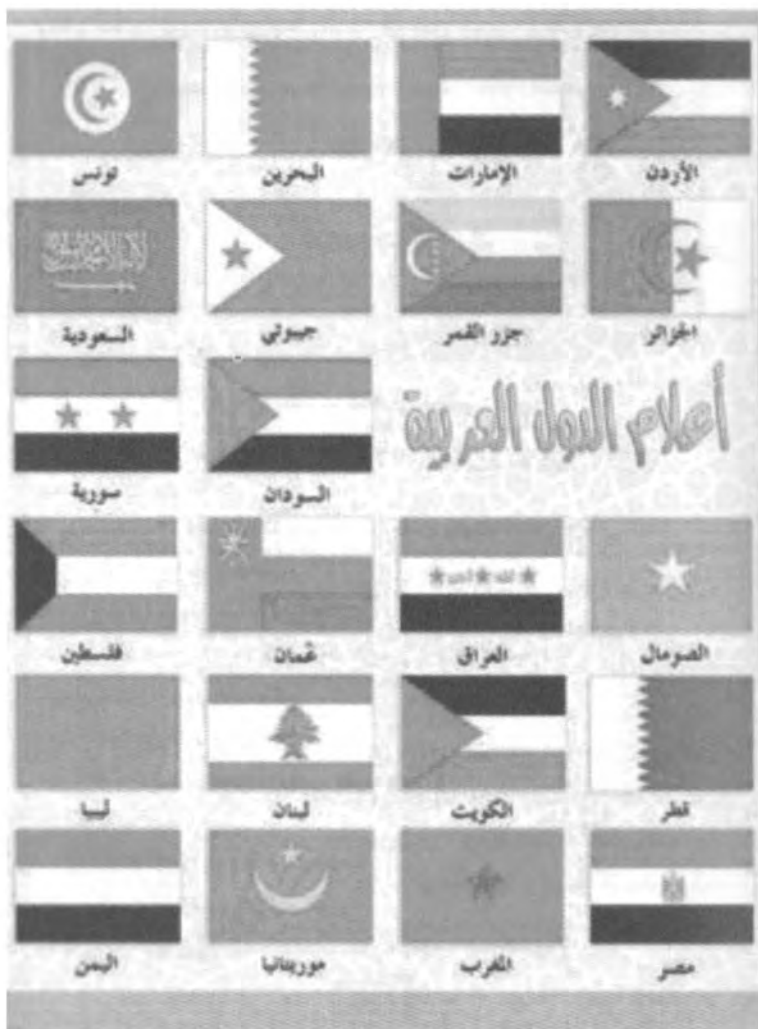 الأردن
الإمارات
البحرين
تونس
الجزائر
جزر القمر
جيبوتي
السعودية
أعلام الدول العربية
السودان
سورية
الصومال
العراق
عُمان
فلسطين
قطر
الكويت
لبنان
ليبيا
مصر
المغرب
موريتانيا
اليمن